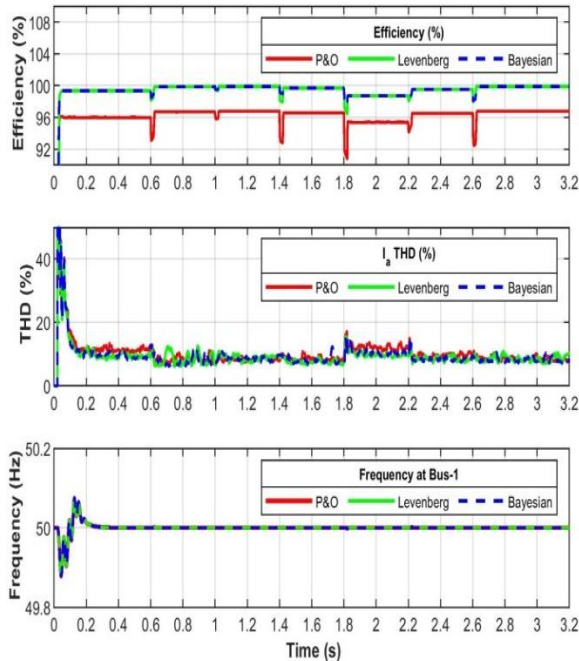 Efficiency (%)
108
104
100
96
92
Efficiency (%)
P&O Levenberg Bayesian
0 0.2 0.4 0.6 0.8 1 1.2 1.4 1.6 1.8 2 2.2 2.4 2.6 2.8 3 3.2
THD (%)
40
20
0
Ia THD (%)
P&O Levenberg Bayesian
0 0.2 0.4 0.6 0.8 1 1.2 1.4 1.6 1.8 2 2.2 2.4 2.6 2.8 3 3.2
Frequency (Hz)
50.2
50
49.8
Frequency at Bus-1
P&O Levenberg Bayesian
0 0.2 0.4 0.6 0.8 1 1.2 1.4 1.6 1.8 2 2.2 2.4 2.6 2.8 3 3.2
Time (s)